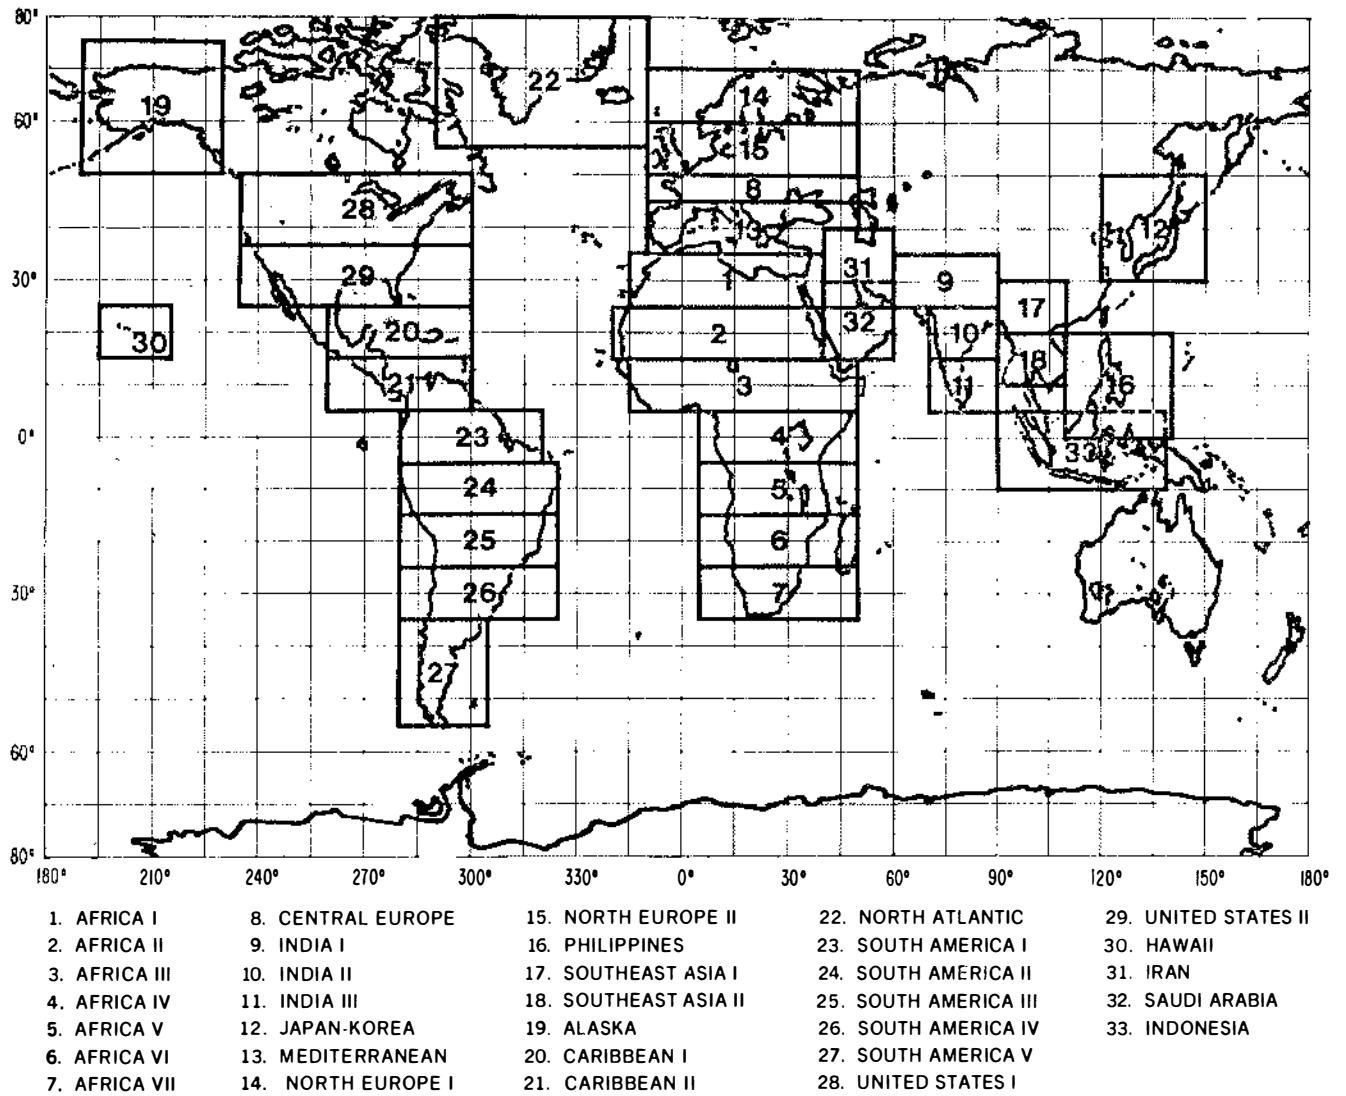 80°
22
19
14
60°
15
8
28
12
13
31
30°
29
1
9
17
20
2
32
10
30
18
21
3
11
16
0°
23
4
33
24
5
25
6
30°
26
7
27
60°
80°
180° 210° 240° 270° 300° 330° 0° 30° 60° 90° 120° 150° 180°
1. AFRICA I
2. AFRICA II
3. AFRICA III
4. AFRICA IV
5. AFRICA V
6. AFRICA VI
7. AFRICA VII
8. CENTRAL EUROPE
9. INDIA I
10. INDIA II
11. INDIA III
12. JAPAN-KOREA
13. MEDITERRANEAN
14. NORTH EUROPE I
15. NORTH EUROPE II
16. PHILIPPINES
17. SOUTHEAST ASIA I
18. SOUTHEAST ASIA II
19. ALASKA
20. CARIBBEAN I
21. CARIBBEAN II
22. NORTH ATLANTIC
23. SOUTH AMERICA I
24. SOUTH AMERICA II
25. SOUTH AMERICA III
26. SOUTH AMERICA IV
27. SOUTH AMERICA V
28. UNITED STATES I
29. UNITED STATES II
30. HAWAII
31. IRAN
32. SAUDI ARABIA
33. INDONESIA